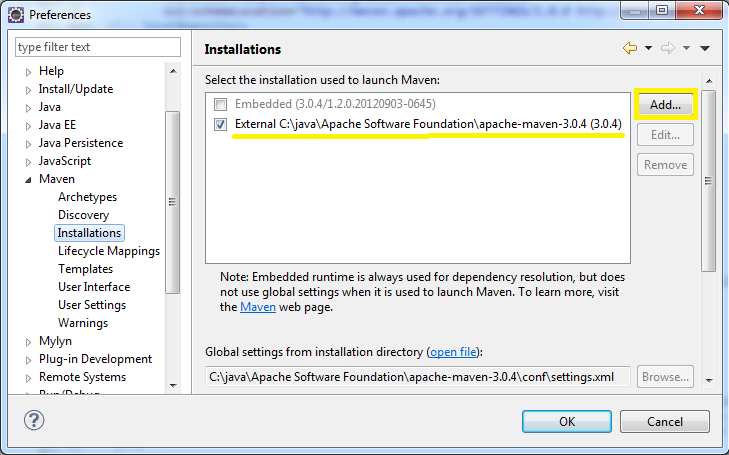 Preferences
type filter text
Help
Install/Update
Java
Java EE
Java Persistence
JavaScript
Maven
Archetypes
Discovery
Installations
Lifecycle Mappings
Templates
User Interface
User Settings
Warnings
Mylyn
Plug-in Development
Remote Systems
Run/Debug
Installations
Select the installation used to launch Maven:
Embedded (3.0.4/1.2.0.20120903-0645)
External C:\java\Apache Software Foundation\apache-maven-3.0.4 (3.0.4)
Add...
Edit...
Remove
Note: Embedded runtime is always used for dependency resolution, but does
not use global settings when it is used to launch Maven. To learn more, visit
the Maven web page.
Global settings from installation directory (open file):
C:\java\Apache Software Foundation\apache-maven-3.0.4\conf\settings.xml
Browse...
OK
Cancel